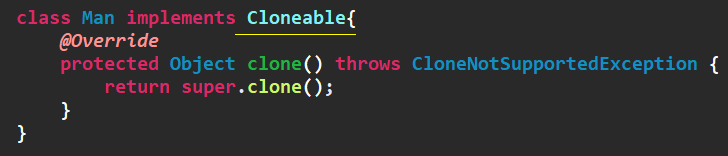 class Man implements Cloneable{
    @Override
    protected Object clone() throws CloneNotSupportedException {
        return super.clone();
    }
}